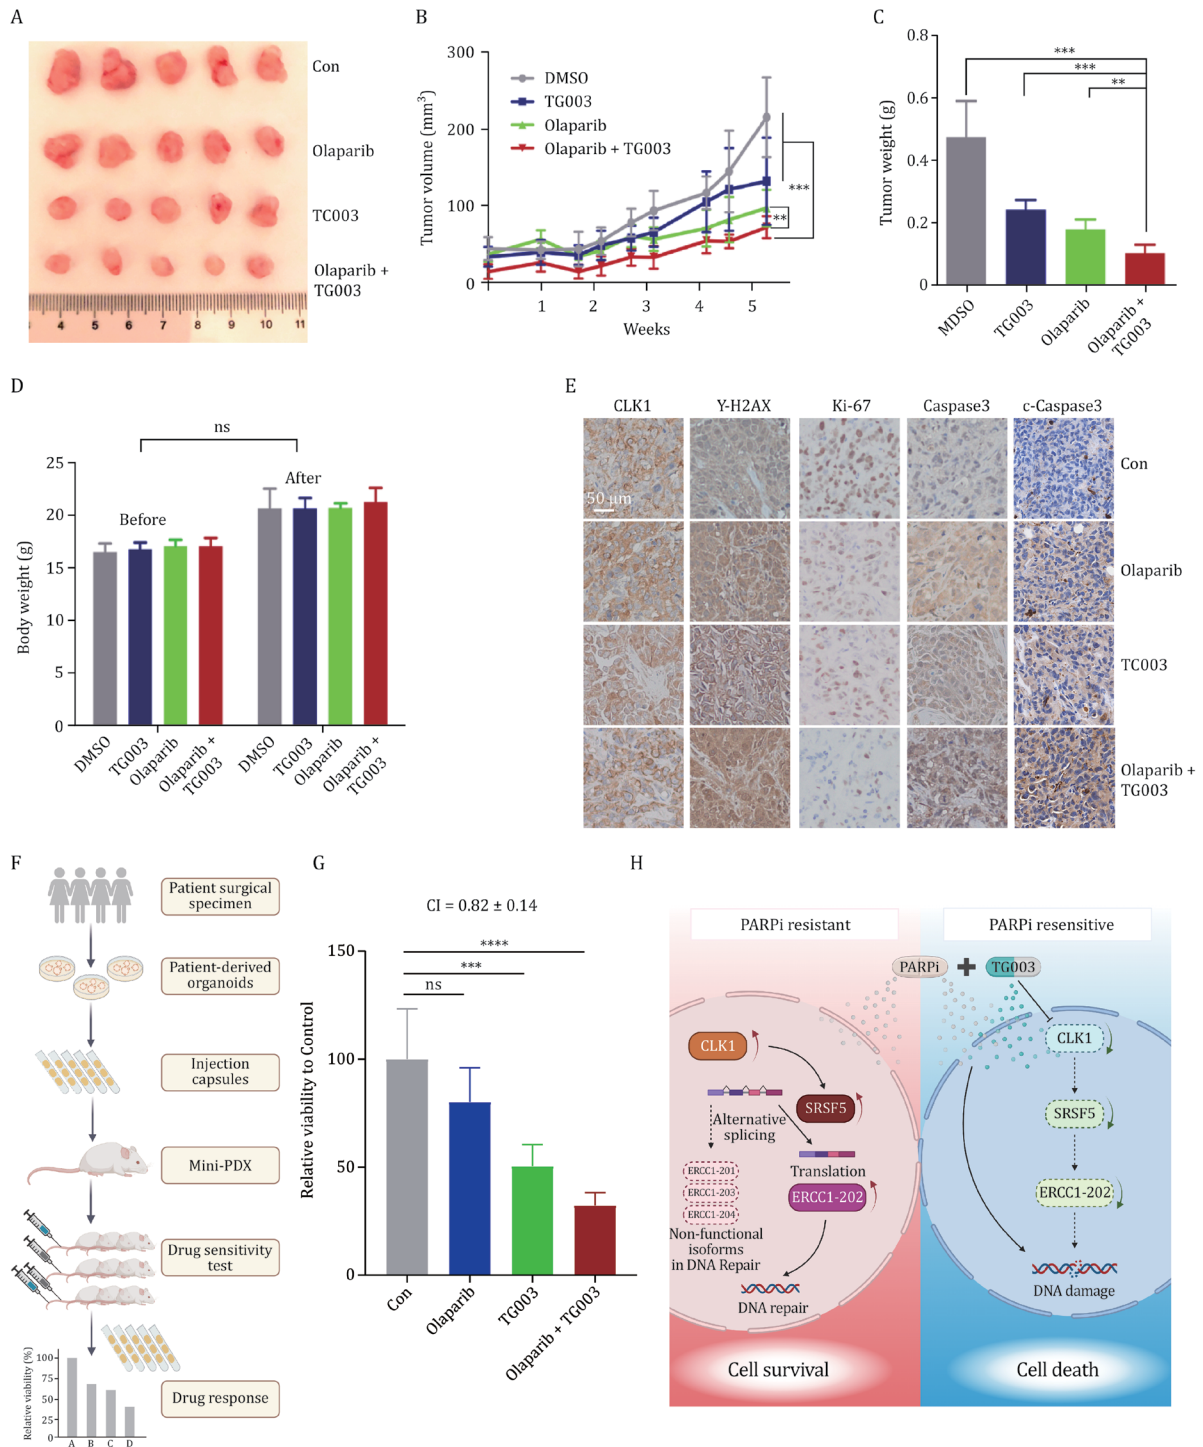 A
Con
Olaparib
TC003
Olaparib +
TG003
4 5 6 7 8 9 10 11
B
Tumor volume (mm³)
300
200
100
0
DMSO
TG003
Olaparib
Olaparib + TG003
***
**
1 2 3 4 5
Weeks
C
Tumor weight (g)
0.8
0.6
0.4
0.2
0
***
***
**
MDSO
TG003
Olaparib
Olaparib +
TG003
D
ns
Body weight (g)
25
20
15
10
5
0
Before
After
DMSO
TG003
Olaparib
Olaparib +
TG003
DMSO
TG003
Olaparib
Olaparib +
TG003
E
CLK1 Y-H2AX Ki-67 Caspase3 c-Caspase3
50 μm
Con
Olaparib
TC003
Olaparib +
TG003
F
Patient surgical
specimen
Patient-derived
organoids
Injection
capsules
Mini-PDX
Drug sensitivity
test
Drug response
Relative viability (%)
100
75
50
25
0
A B C D
G
CI = 0.82 ± 0.14
Relative viability to Control
150
100
50
0
****
***
ns
Con
Olaparib
TG003
Olaparib + TG003
H
PARPi resistant
PARPi resensitive
PARPi + TG003
CLK1
SRSF5
Alternative
splicing
Translation
ERCC1-201
ERCC1-203
ERCC1-204
ERCC1-202
Non-functional
isoforms
in DNA Repair
DNA repair
Cell survival
CLK1
SRSF5
ERCC1-202
DNA damage
Cell death